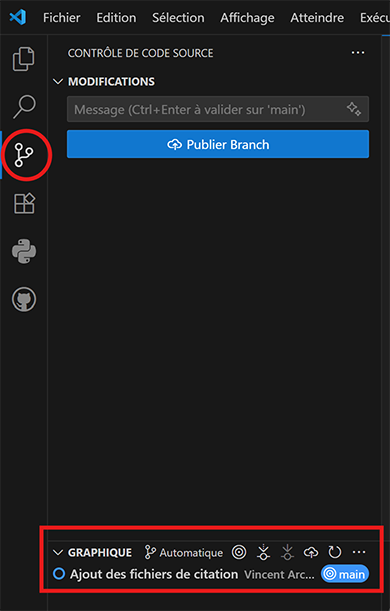 Fichier Edition Sélection Affichage Atteindre Exécu
CONTRÔLE DE CODE SOURCE
MODIFICATIONS
Message (Ctrl+Enter à valider sur 'main')
Publier Branch
GRAPHIQUE Automatique
Ajout des fichiers de citation Vincent Arc... main